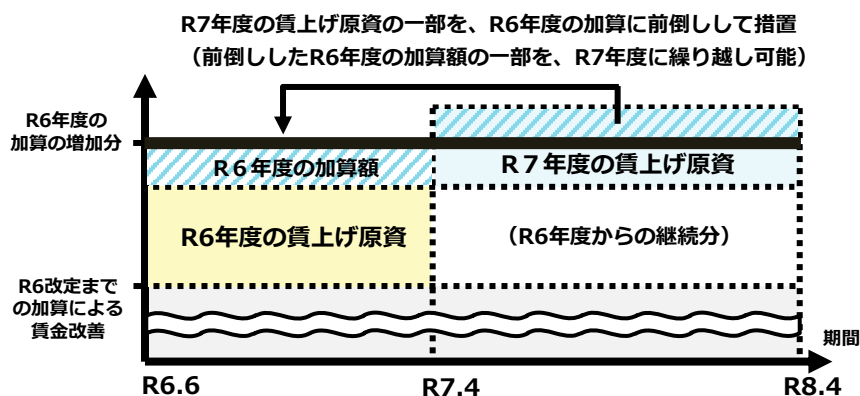 R7年度の賃上げ原資の一部を、R6年度の加算に前倒しして措置
（前倒ししたR6年度の加算額の一部を、R7年度に繰り越し可能）
R6年度の
加算の増加分
R６年度の加算額
R７年度の賃上げ原資
R6年度の賃上げ原資
（R6年度からの継続分）
R6改定まで
の加算による
賃金改善
期間
R6.6
R7.4
R8.4